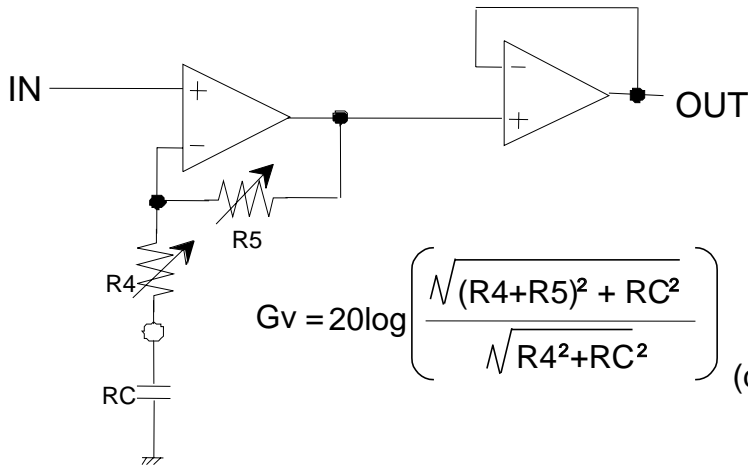 IN
+
−
−
+
OUT
R5
R4
Gv = 20log ( √(R4+R5)² + RC² / √R4²+RC² )
RC